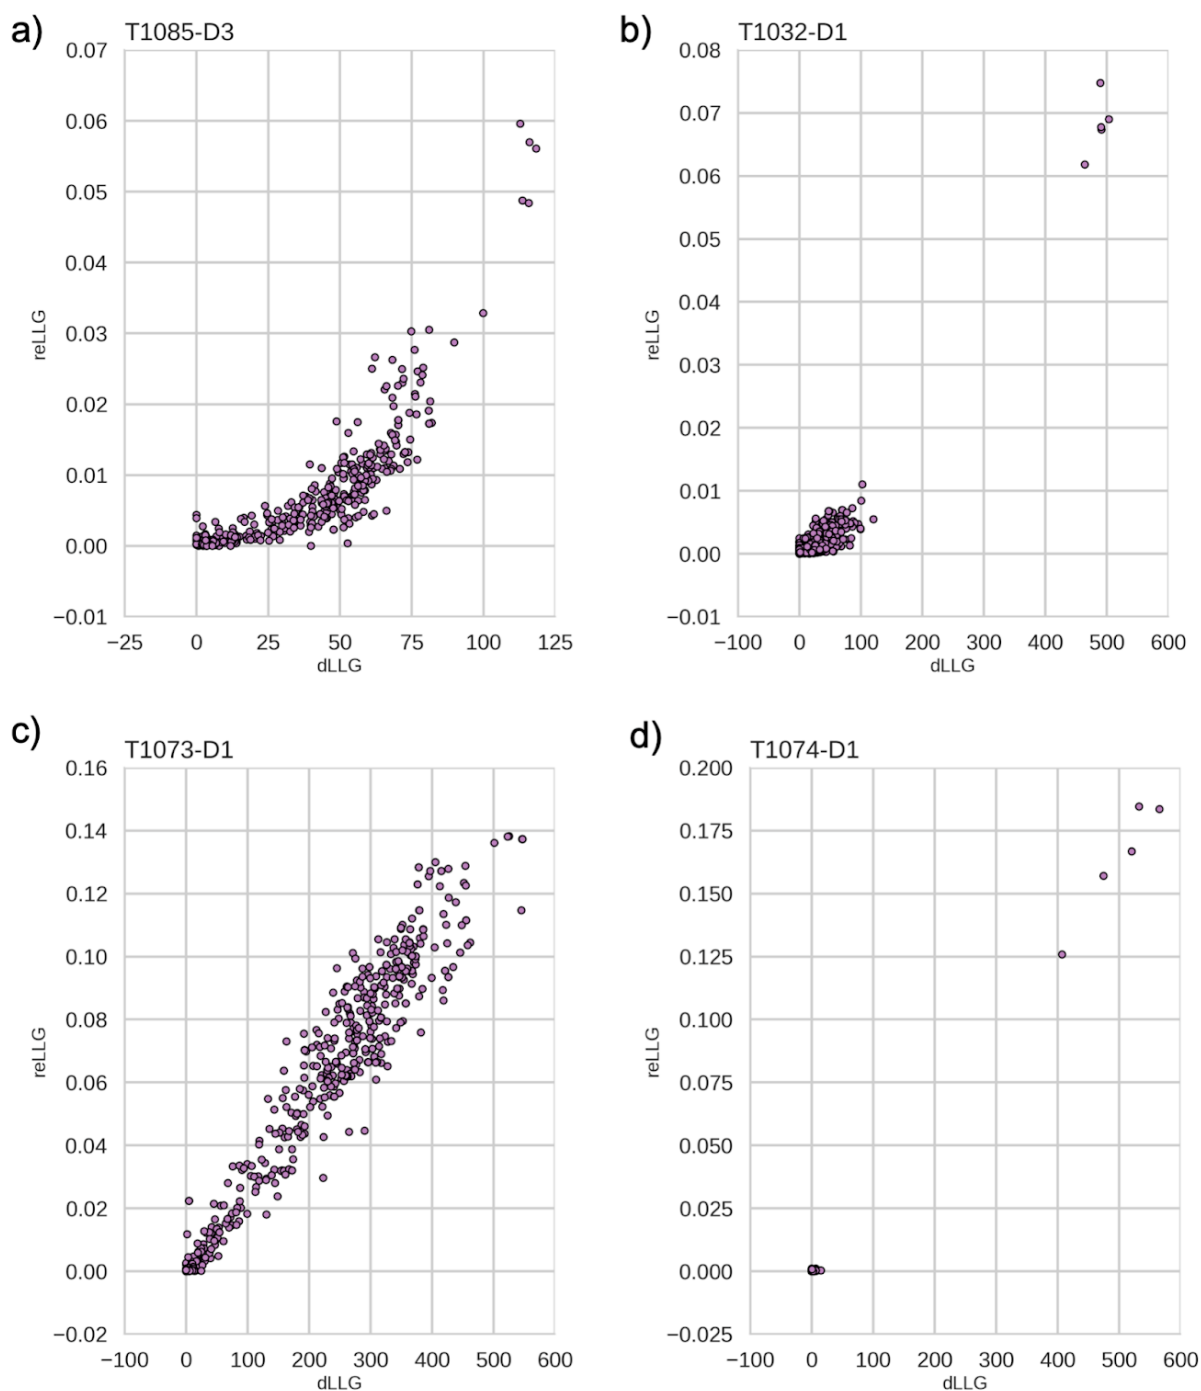 a) T1085-D3
0.07
0.06
0.05
0.04
0.03
0.02
0.01
0.00
−0.01
reLLG
−25 0 25 50 75 100 125
dLLG
b) T1032-D1
0.08
0.07
0.06
0.05
0.04
0.03
0.02
0.01
0.00
−0.01
reLLG
−100 0 100 200 300 400 500 600
dLLG
c) T1073-D1
0.16
0.14
0.12
0.10
0.08
0.06
0.04
0.02
0.00
−0.02
reLLG
−100 0 100 200 300 400 500 600
dLLG
d) T1074-D1
0.200
0.175
0.150
0.125
0.100
0.075
0.050
0.025
0.000
−0.025
reLLG
−100 0 100 200 300 400 500 600
dLLG